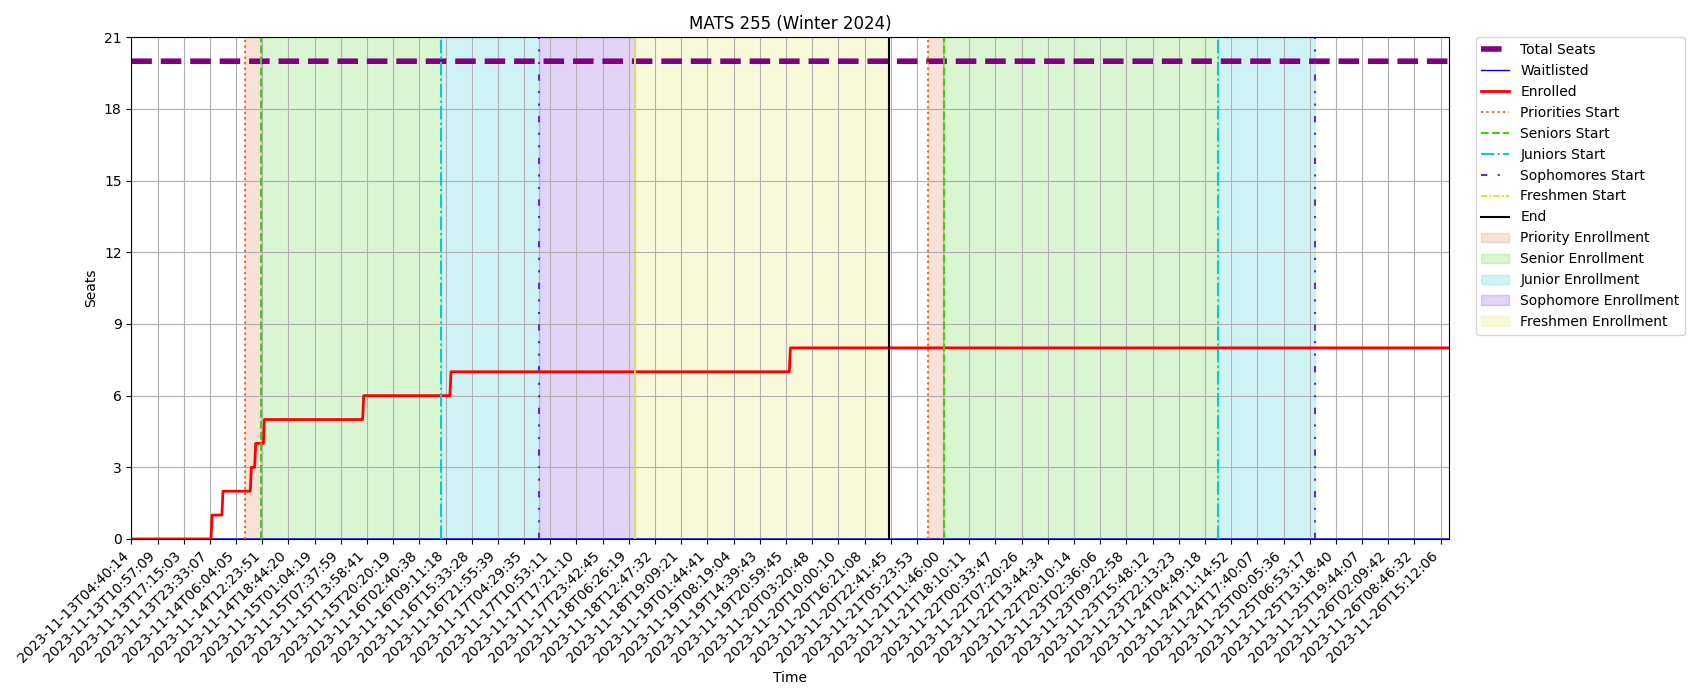 MATS 255 (Winter 2024)
21
18
15
12
9
6
3
0
Seats
2023-11-13T04:40:14
2023-11-13T10:57:09
2023-11-13T17:15:03
2023-11-13T23:33:07
2023-11-14T06:04:05
2023-11-14T12:23:51
2023-11-14T18:44:20
2023-11-15T01:04:19
2023-11-15T07:37:59
2023-11-15T13:58:41
2023-11-15T20:20:19
2023-11-16T02:40:38
2023-11-16T09:11:18
2023-11-16T15:33:28
2023-11-16T21:55:39
2023-11-17T04:29:35
2023-11-17T10:53:11
2023-11-17T17:21:10
2023-11-17T23:42:45
2023-11-18T06:26:19
2023-11-18T12:47:32
2023-11-18T19:09:21
2023-11-19T01:44:41
2023-11-19T08:19:04
2023-11-19T14:39:43
2023-11-19T20:59:45
2023-11-20T03:20:48
2023-11-20T10:00:10
2023-11-20T16:21:08
2023-11-20T22:41:45
2023-11-21T05:23:53
2023-11-21T11:46:00
2023-11-21T18:10:11
2023-11-22T00:33:47
2023-11-22T07:20:26
2023-11-22T13:44:34
2023-11-22T20:10:14
2023-11-23T02:36:06
2023-11-23T09:22:58
2023-11-23T15:48:12
2023-11-23T22:13:23
2023-11-24T04:49:18
2023-11-24T11:14:52
2023-11-24T17:40:07
2023-11-25T00:05:36
2023-11-25T06:53:17
2023-11-25T13:18:40
2023-11-25T19:44:07
2023-11-26T02:09:42
2023-11-26T08:46:32
2023-11-26T15:12:06
Time
Total Seats
Waitlisted
Enrolled
Priorities Start
Seniors Start
Juniors Start
Sophomores Start
Freshmen Start
End
Priority Enrollment
Senior Enrollment
Junior Enrollment
Sophomore Enrollment
Freshmen Enrollment